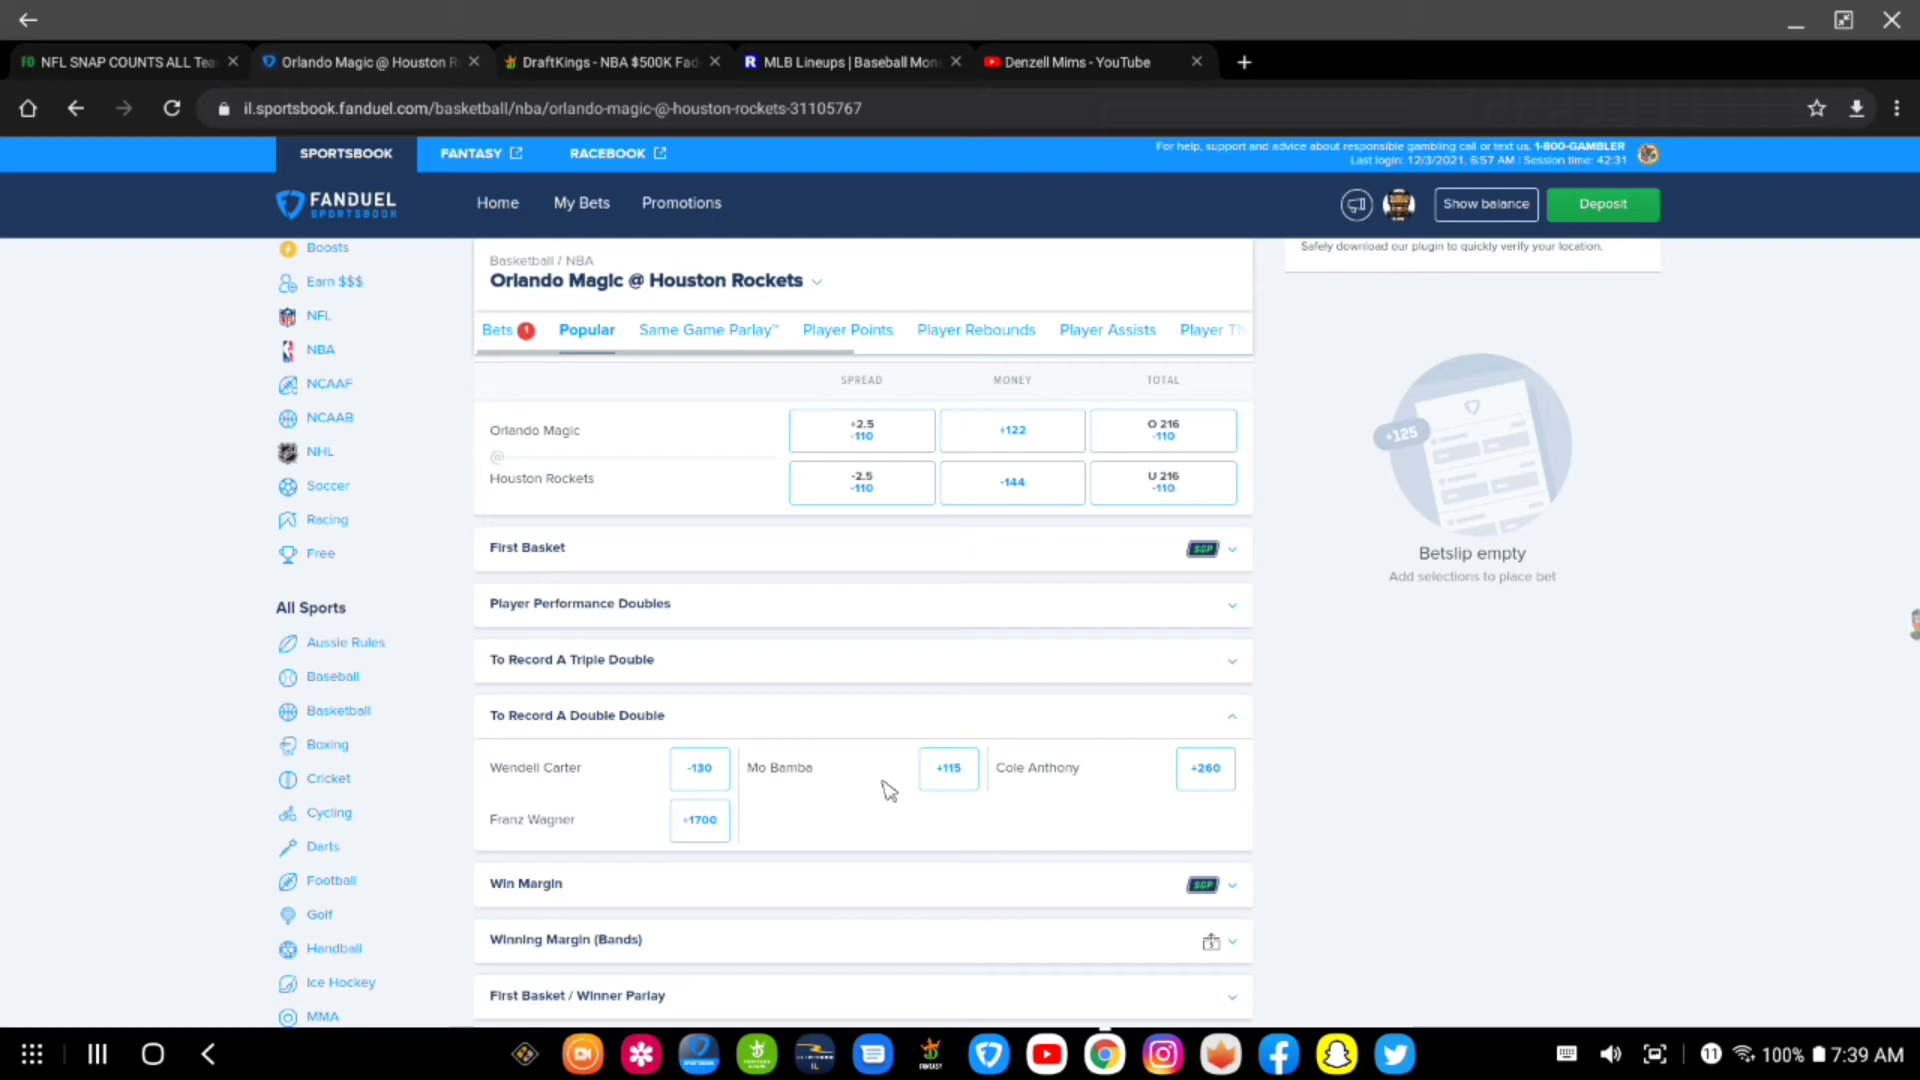 NFL SNAP COUNTS ALL Tea
Orlando Magic @ Houston R
DraftKings - NBA $500K Fad
MLB Lineups | Baseball Mon
Denzell Mims - YouTube
il.sportsbook.fanduel.com/basketball/nba/orlando-magic-@-houston-rockets-31105767
SPORTSBOOK
FANTASY
RACEBOOK
For help, support and advice about responsible gambling call or text us. 1-800-GAMBLER
Last login: 12/3/2021, 6:57 AM | Session time: 42:31
FANDUEL
SPORTSBOOK
Home
My Bets
Promotions
Show balance
Deposit
Boosts
Earn $$$
NFL
NBA
NCAAF
NCAAB
NHL
Soccer
Racing
Free
All Sports
Aussie Rules
Baseball
Basketball
Boxing
Cricket
Cycling
Darts
Football
Golf
Handball
Ice Hockey
MMA
Basketball / NBA
Orlando Magic @ Houston Rockets
Bets 1
Popular
Same Game Parlay™
Player Points
Player Rebounds
Player Assists
Player Th
SPREAD MONEY TOTAL
Orlando Magic
+2.5
-110
+122
O 216
-110
@
Houston Rockets
-2.5
-110
-144
U 216
-110
First Basket
SGP
Player Performance Doubles
To Record A Triple Double
To Record A Double Double
Wendell Carter -130
Mo Bamba +115
Cole Anthony +260
Franz Wagner +1700
Win Margin
SGP
Winning Margin (Bands)
First Basket / Winner Parlay
Safely download our plugin to quickly verify your location.
+125
Betslip empty
Add selections to place bet
11
100%
7:39 AM